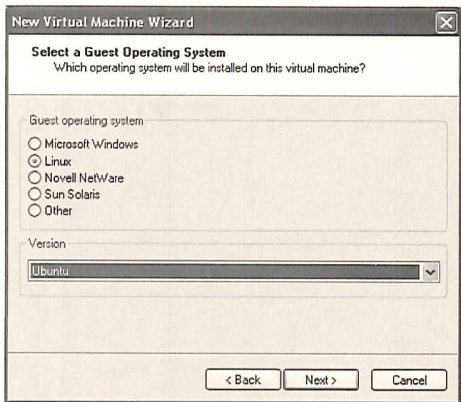 New Virtual Machine Wizard
Select a Guest Operating System
Which operating system will be installed on this virtual machine?
Guest operating system
Microsoft Windows
Linux
Novell NetWare
Sun Solaris
Other
Version
Ubuntu
< Back
Next >
Cancel